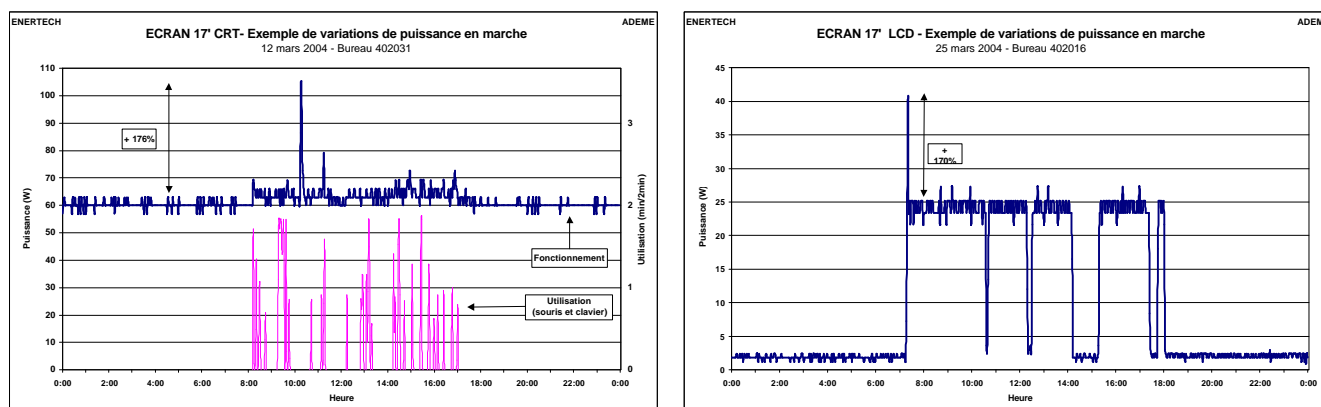 ENERTECH
ADEME
ECRAN 17' CRT- Exemple de variations de puissance en marche
12 mars 2004 - Bureau 402031
Puissance (W)
110
100
90
80
70
60
50
40
30
20
10
0
+ 176%
Fonctionnement
Utilisation
(souris et clavier)
3
2
1
0
Utilisation (min/2min)
0:00 2:00 4:00 6:00 8:00 10:00 12:00 14:00 16:00 18:00 20:00 22:00 0:00
Heure
ENERTECH
ADEME
ECRAN 17' LCD - Exemple de variations de puissance en marche
25 mars 2004 - Bureau 402016
Puissance (W)
45
40
35
30
25
20
15
10
5
0
+
170%
0:00 2:00 4:00 6:00 8:00 10:00 12:00 14:00 16:00 18:00 20:00 22:00 0:00
Heure